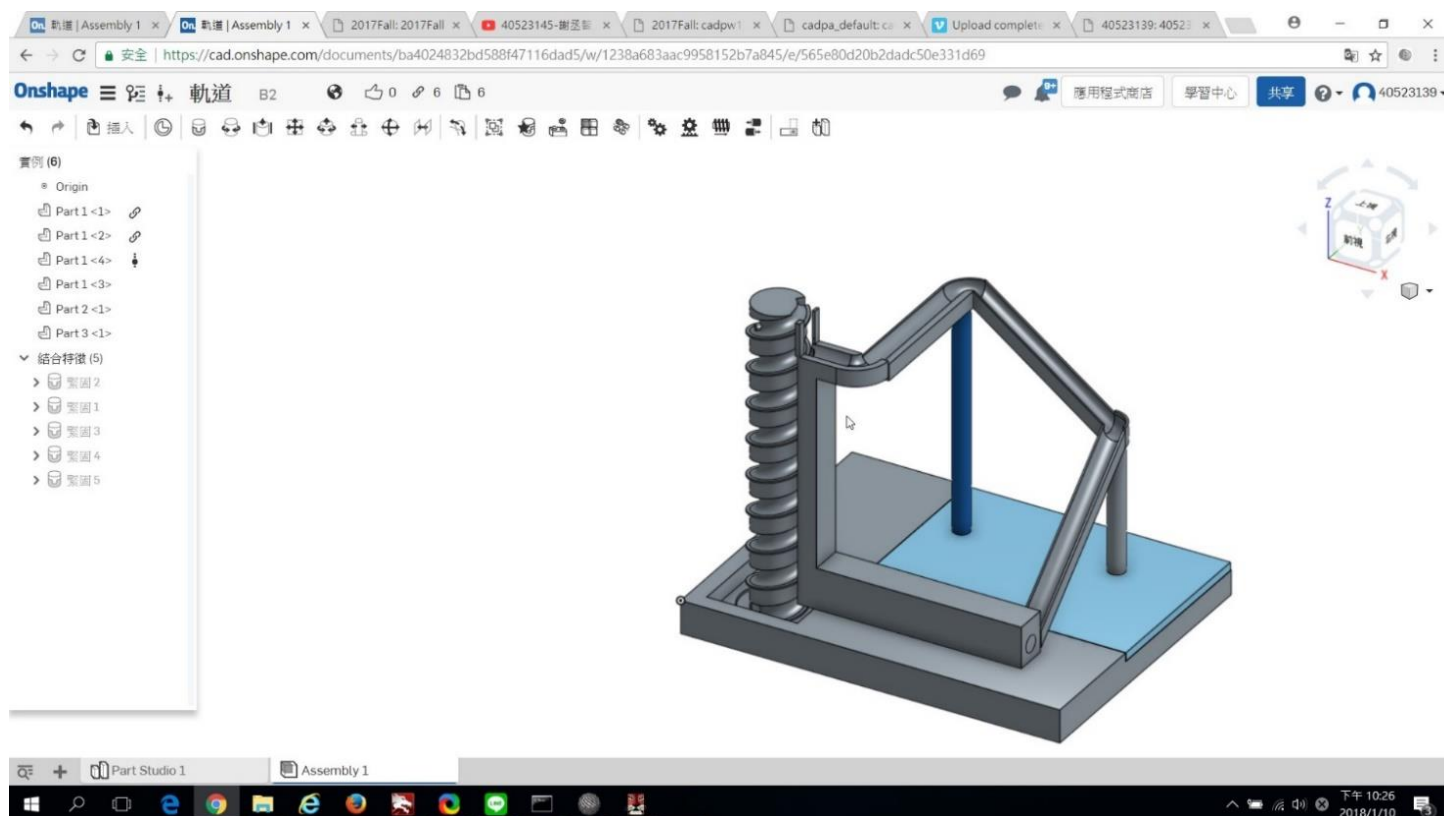 軌道 | Assembly 1
軌道 | Assembly 1
2017Fall: 2017Fall
40523145-謝丞
2017Fall: cadpw1
cadpa_default: ca
Upload complete
40523139: 4052
安全 | https://cad.onshape.com/documents/ba4024832bd588f47116dad5/w/1238a683aac9958152b7a845/e/565e80d20b2dadc50e331d69
Onshape 軌道 B2 0 6 6 9+ 應用程式商店 學習中心 共享 40523139
插入
實例 (6)
Origin
Part 1 <1>
Part 1 <2>
Part 1 <4>
Part 1 <3>
Part 2 <1>
Part 3 <1>
結合特徵 (5)
緊固 2
緊固 1
緊固 3
緊固 4
緊固 5
Z
上視
前視
X
Part Studio 1
Assembly 1
下午 10:26
2018/1/10